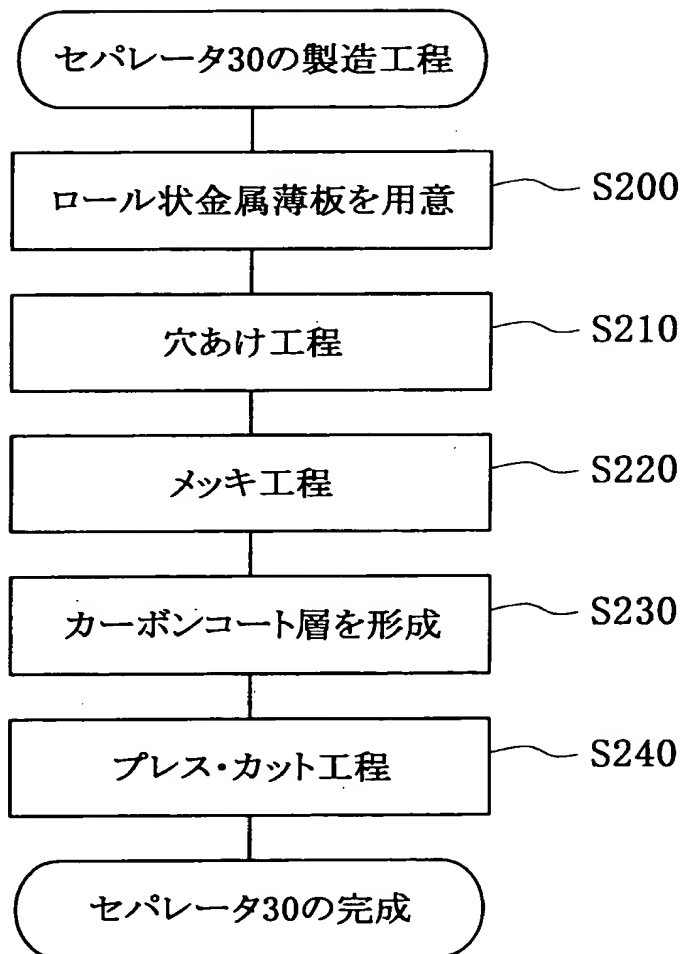 セパレータ30の製造工程
ロール状金属薄板を用意
S200
穴あけ工程
S210
メッキ工程
S220
カーボンコート層を形成
S230
プレス・カット工程
S240
セパレータ30の完成